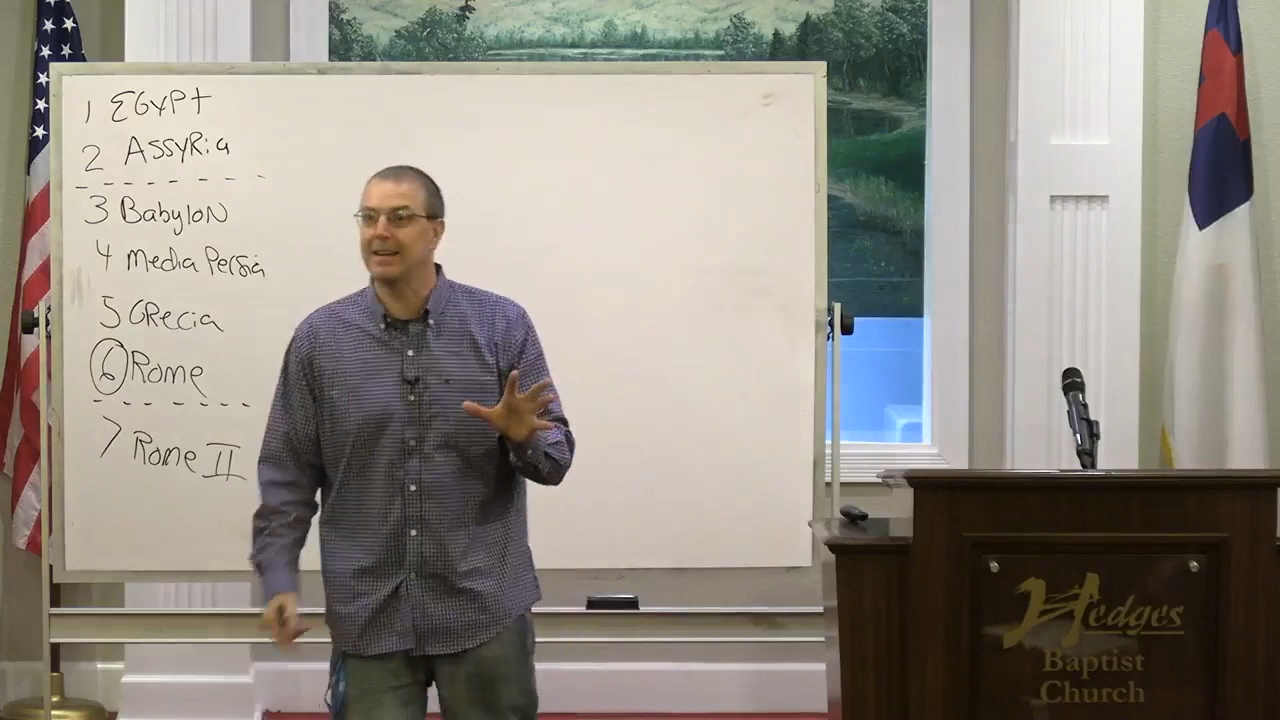 1 EGYPt
2 AssyRia
3 BabyloN
4 media Persia
5 GRecia
6 Rome
7 Rome II
Hedges
Baptist
Church